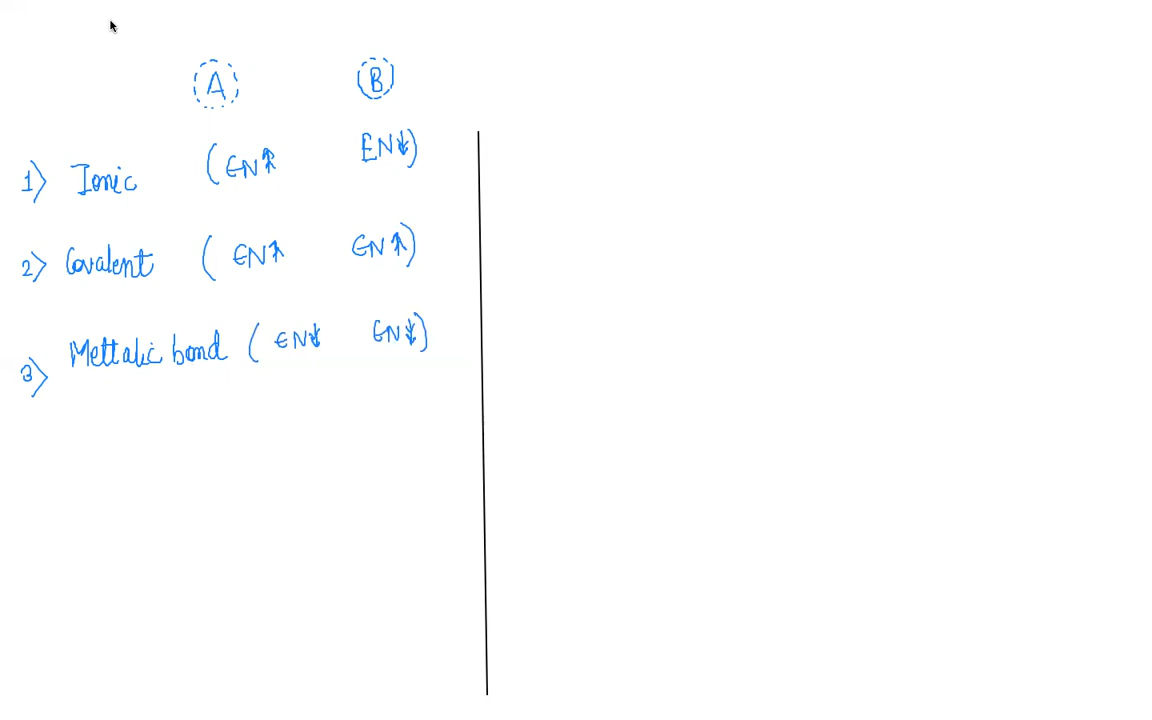 A B
1) Ionic (EN↑ EN↓)
2) Covalent (EN↑ EN↑)
3) Mettalic bond (EN↓ EN↓)